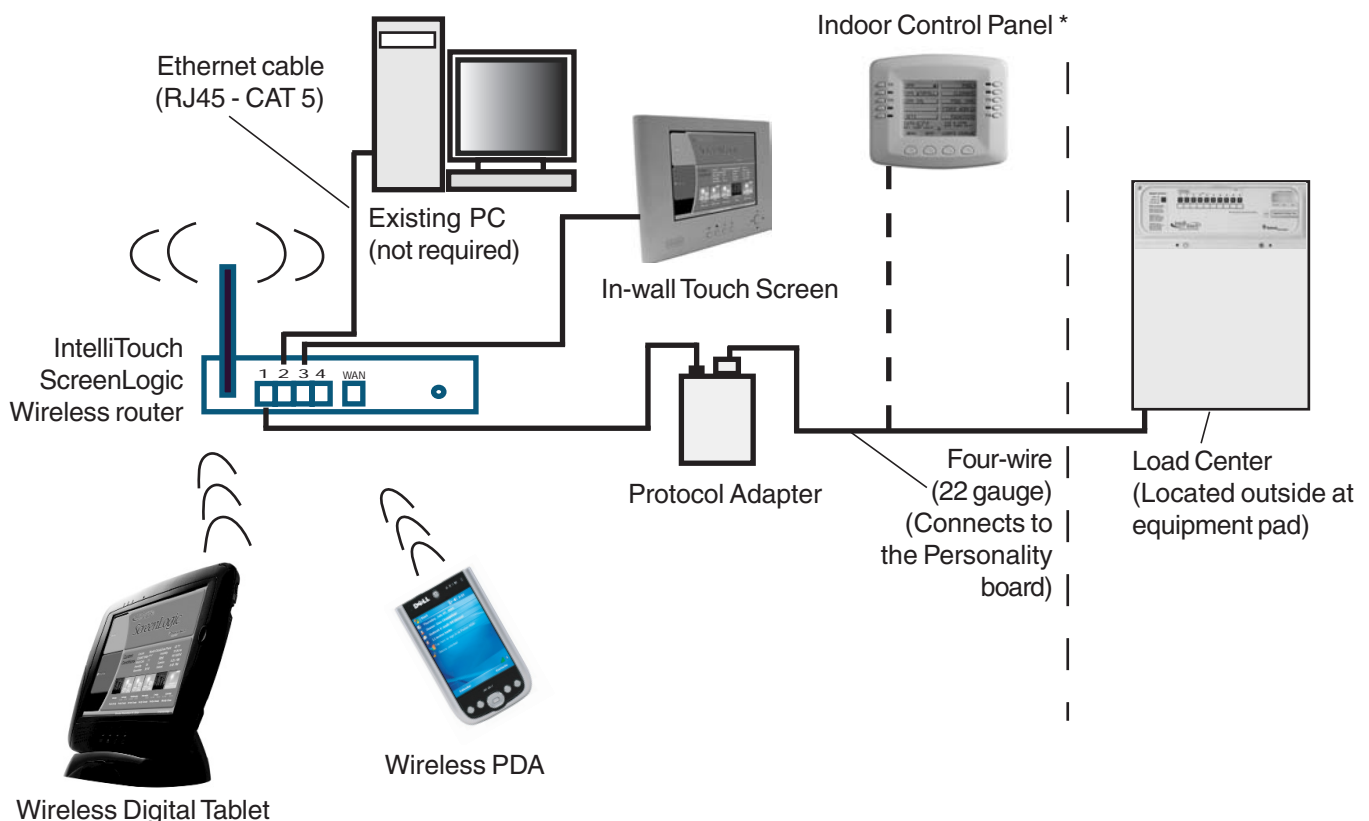 Indoor Control Panel *
Ethernet cable
(RJ45 - CAT 5)
Existing PC
(not required)
In-wall Touch Screen
IntelliTouch
ScreenLogic
Wireless router
1 2 3 4 WAN
Protocol Adapter
Four-wire
(22 gauge)
(Connects to
the Personality
board)
Load Center
(Located outside at
equipment pad)
ScreenLogic
DELL
Wireless PDA
Wireless Digital Tablet